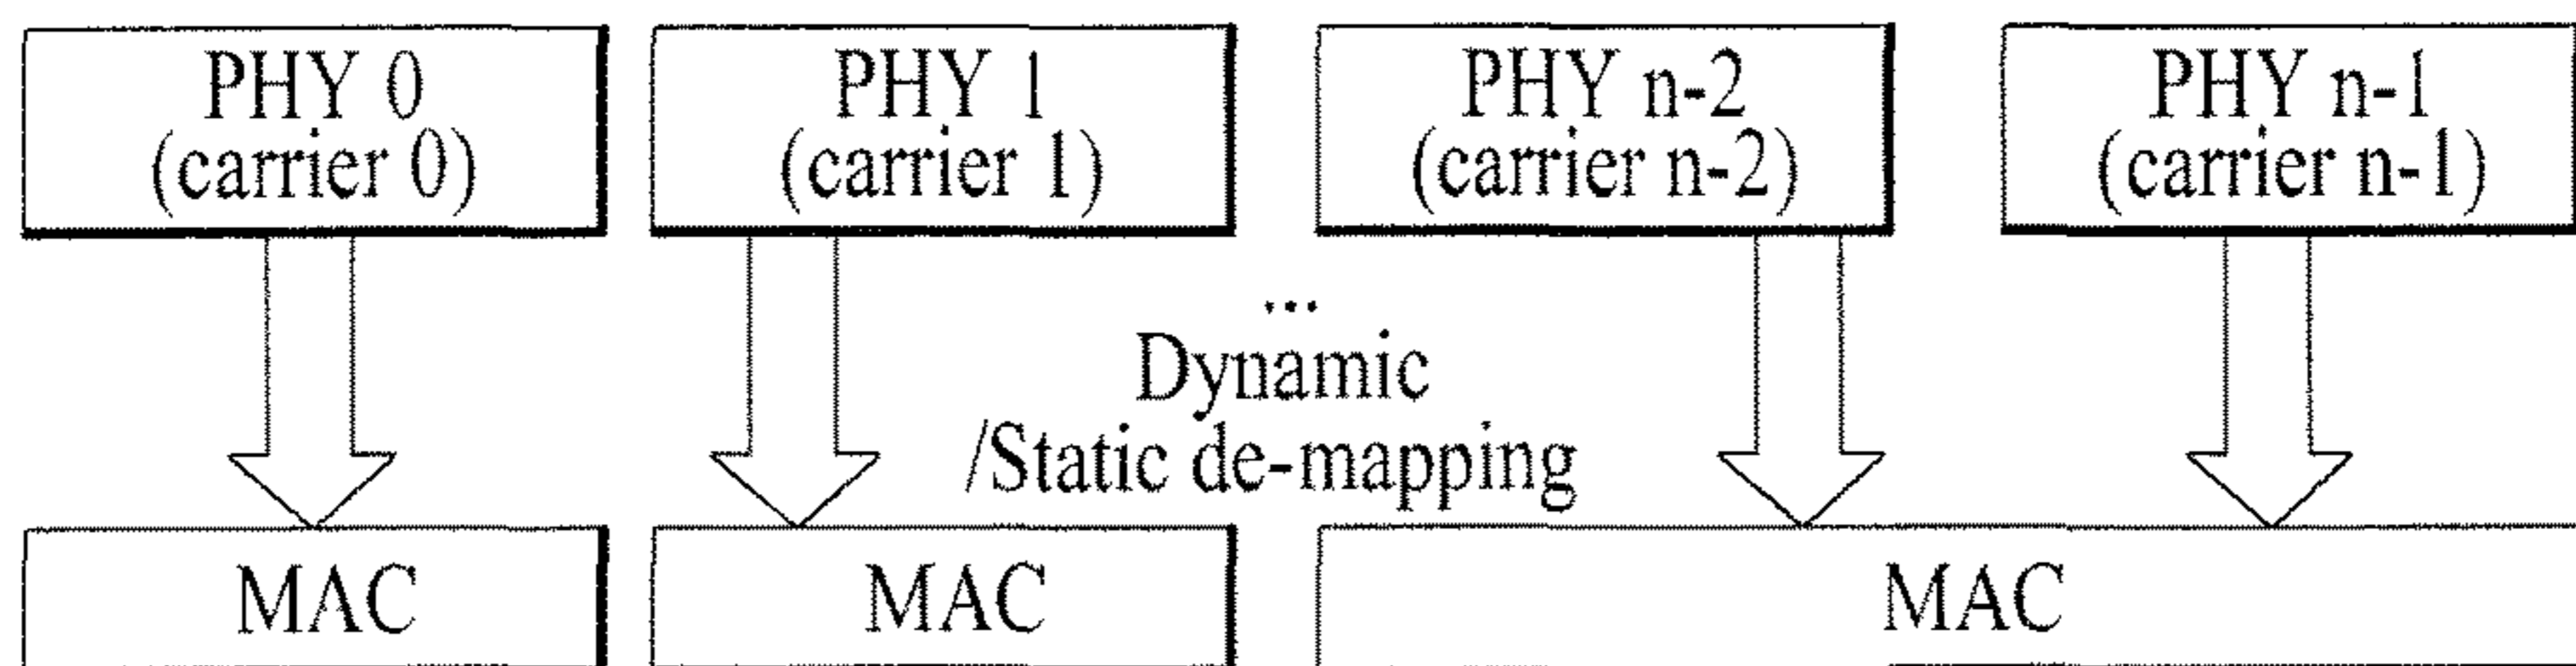 PHY 0
(carrier 0)
PHY 1
(carrier 1)
PHY n-2
(carrier n-2)
PHY n-1
(carrier n-1)
...
Dynamic
/Static de-mapping
MAC
MAC
MAC